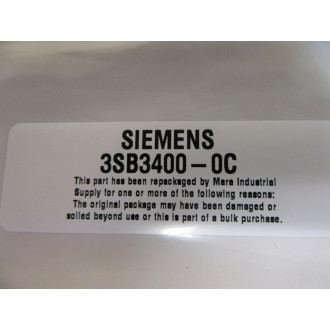 SIEMENS
3SB3400-0C
This part has been repackaged by Mara Industrial
Supply for one or more of the following reasons:
The original package may have been damaged or
soiled beyond use or this is part of a bulk purchase.